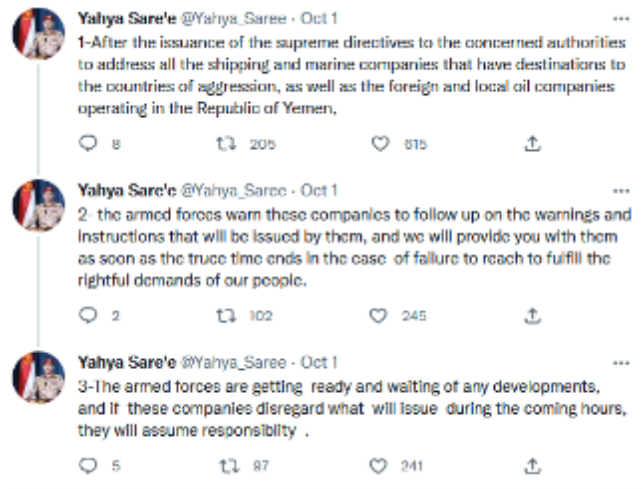 Yahya Sare'e @Yahya_Saree · Oct 1
1-After the issuance of the supreme directives to the concerned authorities
to address all the shipping and marine companies that have destinations to
the countries of aggression, as well as the foreign and local oil companies
operating in the Republic of Yemen,
8 205 615
Yahya Sare'e @Yahya_Saree · Oct 1
2- the armed forces warn these companies to follow up on the warnings and
instructions that will be issued by them, and we will provide you with them
as soon as the truce time ends in the case of failure to reach to fulfill the
rightful demands of our people.
2 102 245
Yahya Sare'e @Yahya_Saree · Oct 1
3-The armed forces are getting ready and waiting of any developments,
and if these companies disregard what will issue during the coming hours,
they will assume responsiblity .
5 97 241